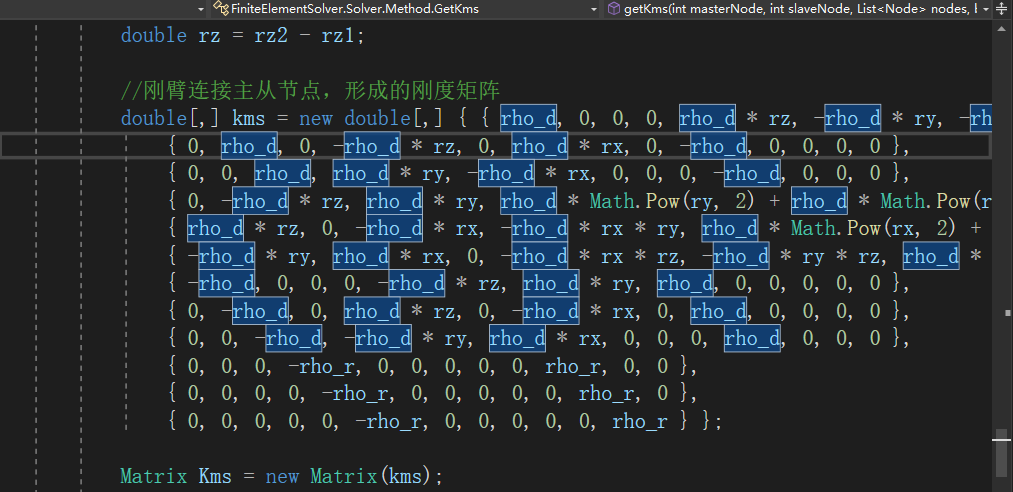 FiniteElementSolver.Solver.Method.GetKms
getKms(int masterNode, int slaveNode, List<Node> nodes,
double rz = rz2 - rz1;
//刚臂连接主从节点，形成的刚度矩阵
double[,] kms = new double[,] { { rho_d, 0, 0, 0, rho_d * rz, -rho_d * ry, -rh
{ 0, rho_d, 0, -rho_d * rz, 0, rho_d * rx, 0, -rho_d, 0, 0, 0, 0 },
{ 0, 0, rho_d, rho_d * ry, -rho_d * rx, 0, 0, 0, -rho_d, 0, 0, 0 },
{ 0, -rho_d * rz, rho_d * ry, rho_d * Math.Pow(ry, 2) + rho_d * Math.Pow(r
{ rho_d * rz, 0, -rho_d * rx, -rho_d * rx * ry, rho_d * Math.Pow(rx, 2) +
{ -rho_d * ry, rho_d * rx, 0, -rho_d * rx * rz, -rho_d * ry * rz, rho_d *
{ -rho_d, 0, 0, 0, -rho_d * rz, rho_d * ry, rho_d, 0, 0, 0, 0, 0 },
{ 0, -rho_d, 0, rho_d * rz, 0, -rho_d * rx, 0, rho_d, 0, 0, 0, 0 },
{ 0, 0, -rho_d, -rho_d * ry, rho_d * rx, 0, 0, 0, rho_d, 0, 0, 0 },
{ 0, 0, 0, -rho_r, 0, 0, 0, 0, 0, rho_r, 0, 0 },
{ 0, 0, 0, 0, -rho_r, 0, 0, 0, 0, 0, rho_r, 0 },
{ 0, 0, 0, 0, 0, -rho_r, 0, 0, 0, 0, 0, rho_r } };
Matrix Kms = new Matrix(kms);